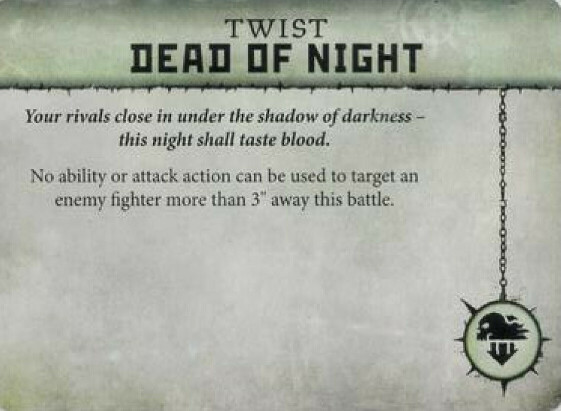 TWIST
DEAD OF NIGHT
Your rivals close in under the shadow of darkness –
this night shall taste blood.
No ability or attack action can be used to target an
enemy fighter more than 3" away this battle.